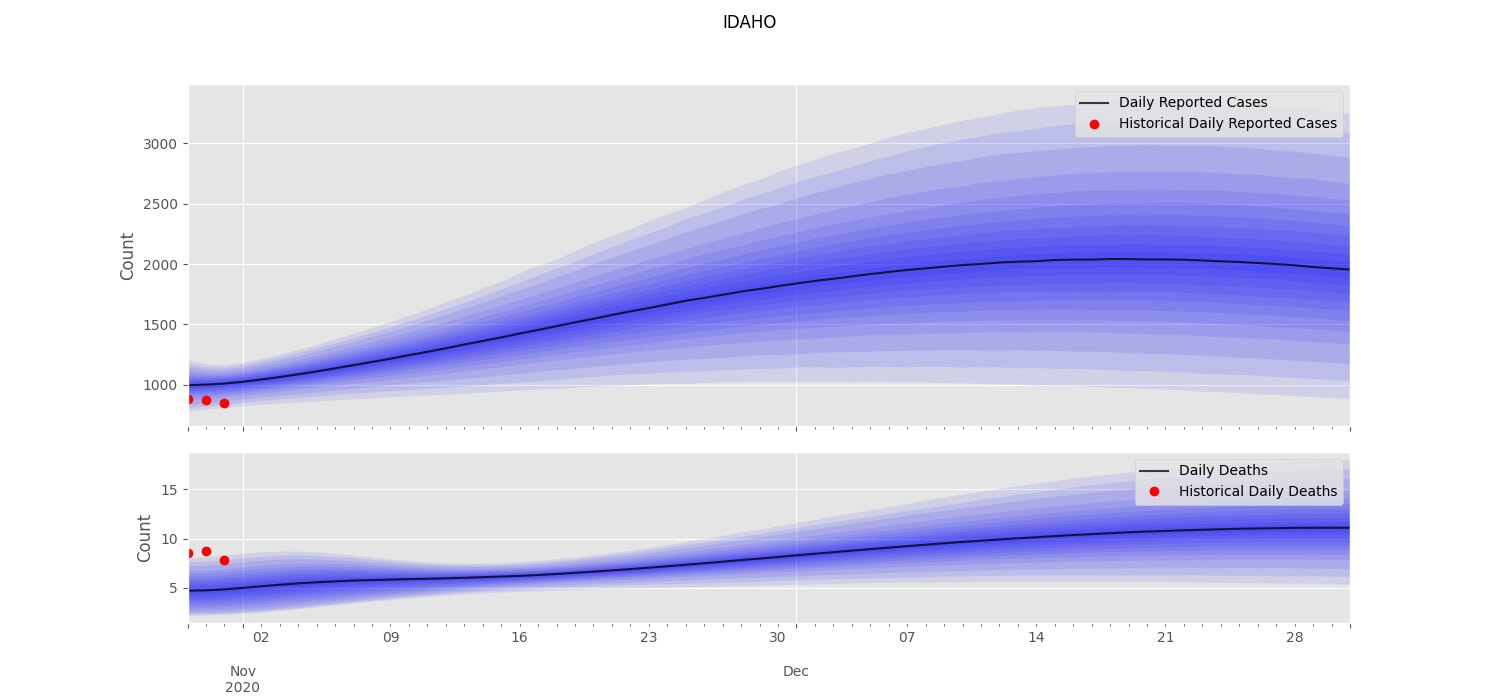 IDAHO
Daily Reported Cases
Historical Daily Reported Cases
Count
3000
2500
2000
1500
1000
Daily Deaths
Historical Daily Deaths
Count
15
10
5
02 09 16 23 30 07 14 21 28
Nov Dec
2020